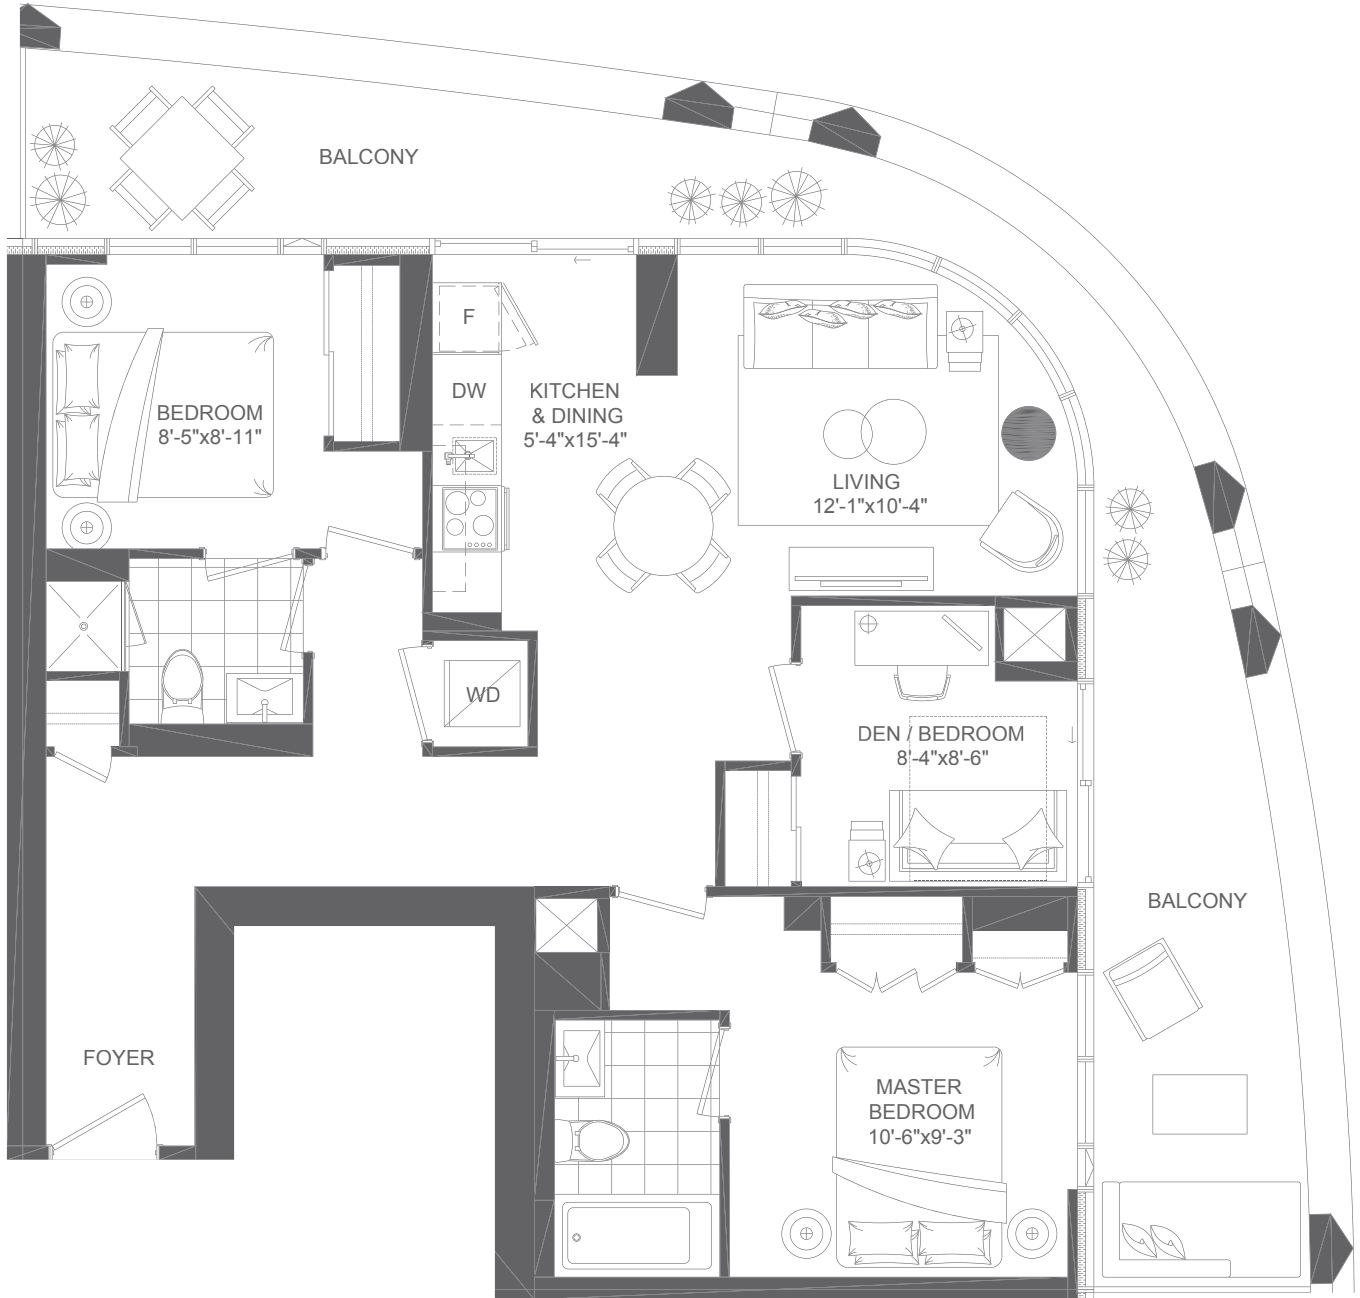 BALCONY
F
DW
KITCHEN
& DINING
5'-4"x15'-4"
BEDROOM
8'-5"x8'-11"
LIVING
12'-1"x10'-4"
WD
DEN / BEDROOM
8'-4"x8'-6"
BALCONY
FOYER
MASTER
BEDROOM
10'-6"x9'-3"